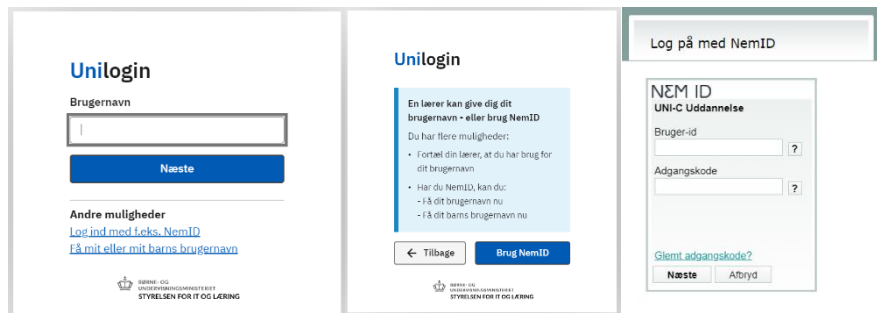 Unilogin
Brugernavn
Næste
Andre muligheder
Log ind med f.eks. NemID
Få mit eller mit barns brugernavn
BØRNE- OG
UNDERVISNINGSMINISTERIET
STYRELSEN FOR IT OG LÆRING
Unilogin
En lærer kan give dig dit
brugernavn - eller brug NemID
Du har flere muligheder:
• Fortæl din lærer, at du har brug for
dit brugernavn
• Har du NemID, kan du:
- Få dit brugernavn nu
- Få dit barns brugernavn nu
← Tilbage
Brug NemID
BØRNE- OG
UNDERVISNINGSMINISTERIET
STYRELSEN FOR IT OG LÆRING
Log på med NemID
NEM ID
UNI-C Uddannelse
Bruger-id
?
Adgangskode
?
Glemt adgangskode?
Næste
Afbryd